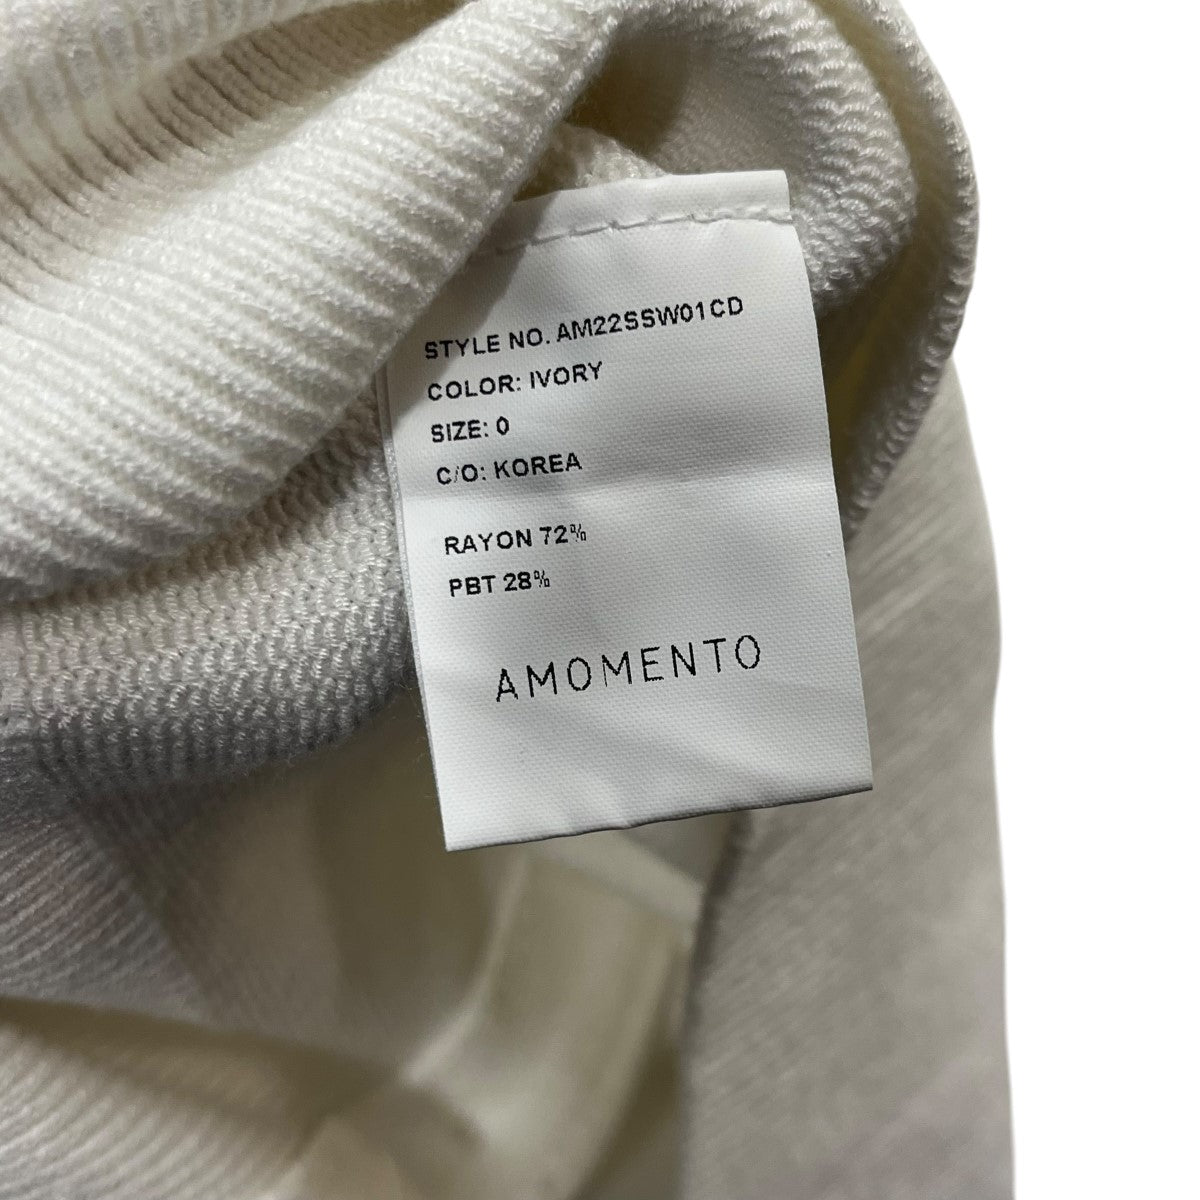 STYLE NO. AM22SSW01CD
COLOR: IVORY
SIZE: 0
C/O: KOREA
RAYON 72%
PBT 28%
AMOMENTO